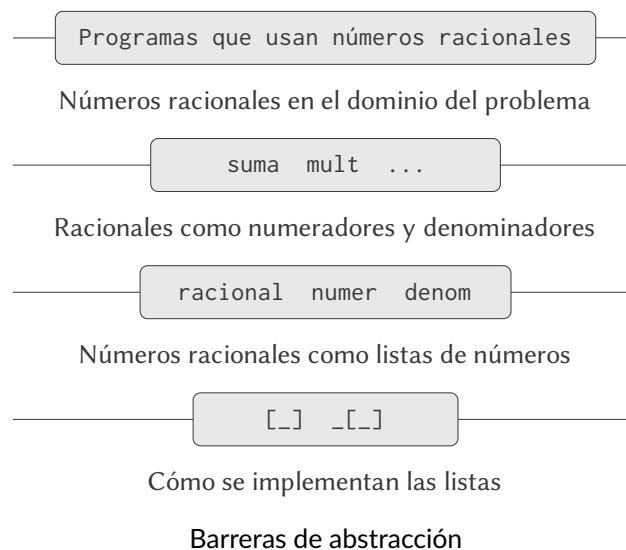 Programas que usan números racionales
Números racionales en el dominio del problema
suma mult ...
Racionales como numeradores y denominadores
racional numer denom
Números racionales como listas de números
[_] _[_]
Cómo se implementan las listas
Barreras de abstracción